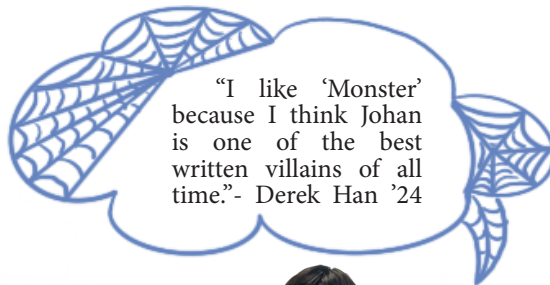 “I like ‘Monster’
because I think Johan
is one of the best
written villains of all
time.”- Derek Han ’24